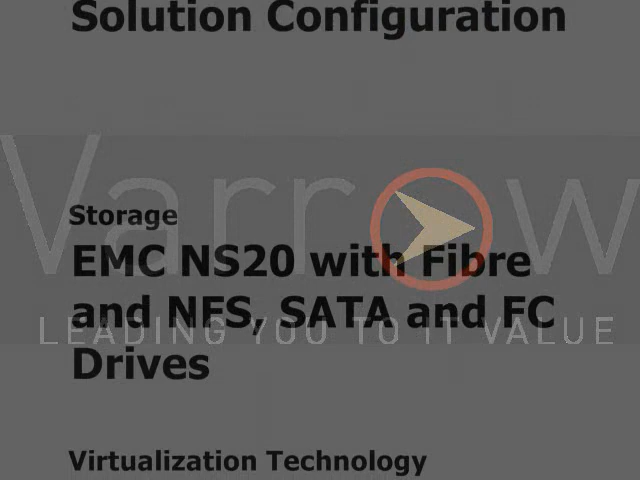 Solution Configuration
Varrow
Storage
EMC NS20 with Fibre
and NFS, SATA and FC
LEADING YOU TO IT VALUE
Drives
Virtualization Technology